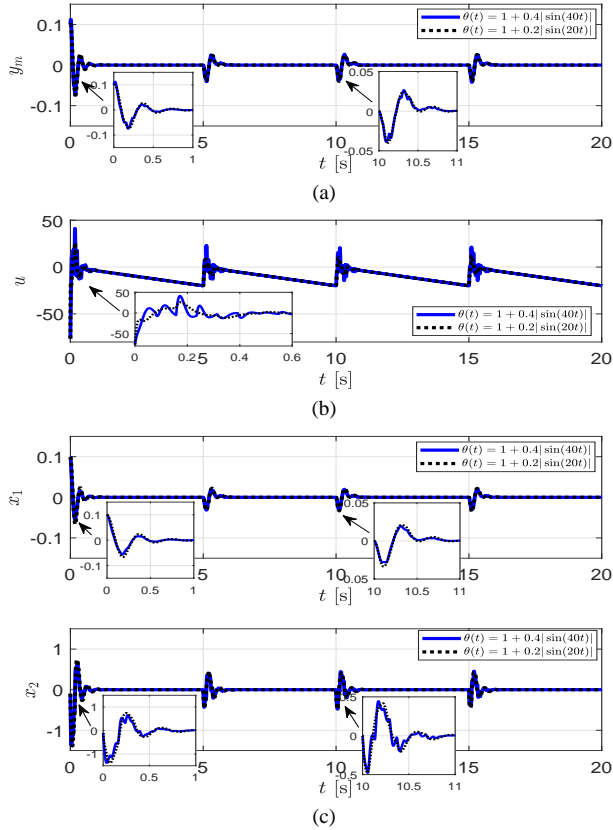 0.1
0
-0.1
y_m
θ(t) = 1 + 0.4| sin(40t)|
θ(t) = 1 + 0.2| sin(20t)|
0.1
0
-0.1
0 0.5 1
0.05
0
-0.05
10 10.5 11
0 5 10 15 20
t [s]
(a)
50
0
-50
u
50
0
-50
0 0.2 0.4 0.6
θ(t) = 1 + 0.4| sin(40t)|
θ(t) = 1 + 0.2| sin(20t)|
0 5 10 15 20
t [s]
(b)
0.1
0
-0.1
x_1
θ(t) = 1 + 0.4| sin(40t)|
θ(t) = 1 + 0.2| sin(20t)|
0.1
0
-0.1
0 0.5 1
0.05
0
0.05
10 10.5 11
0 5 10 15 20
t [s]
1
0
-1
x_2
θ(t) = 1 + 0.4| sin(40t)|
θ(t) = 1 + 0.2| sin(20t)|
1
0
-1
0 0.5 1
0.5
0
-0.5
10 10.5 11
0 5 10 15 20
t [s]
(c)